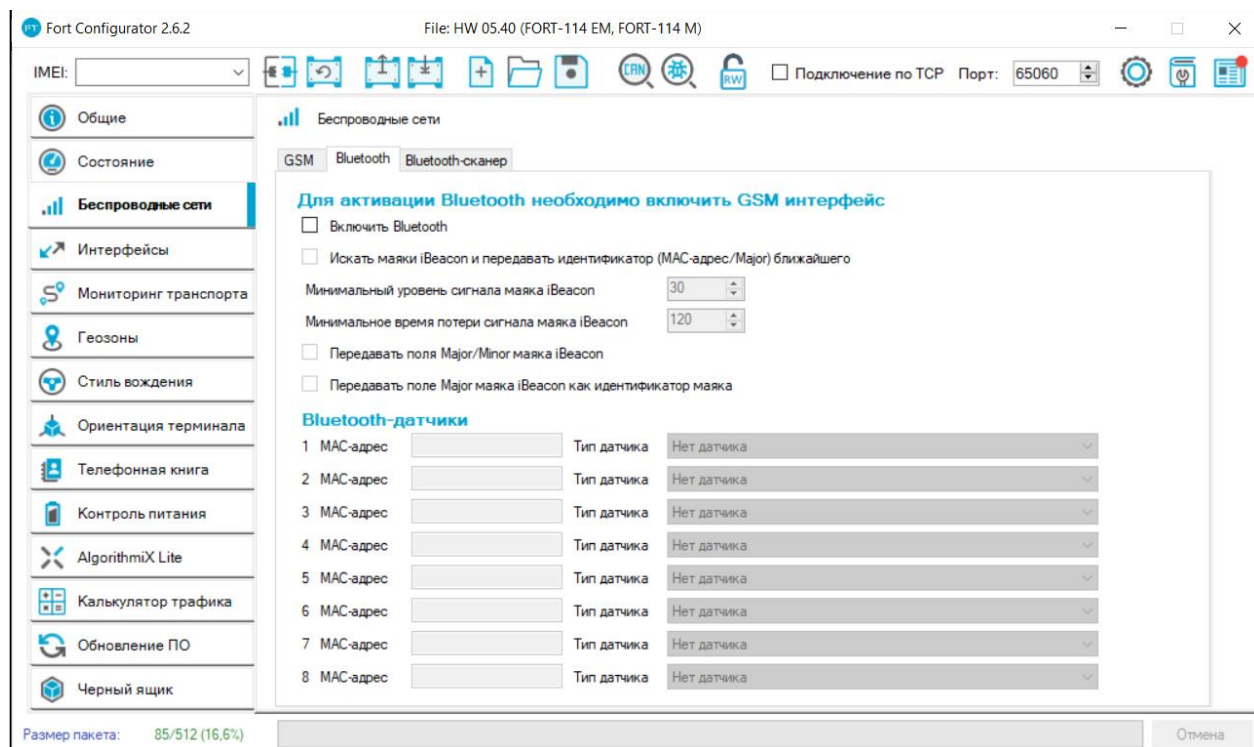 Fort Configurator 2.6.2 File: HW 05.40 (FORT-114 EM, FORT-114 M)
IMEI: CAN RW Подключение по TCP Порт: 65060
Общие
Состояние
Беспроводные сети
Интерфейсы
Мониторинг транспорта
Геозоны
Стиль вождения
Ориентация терминала
Телефонная книга
Контроль питания
AlgorithmiX Lite
Калькулятор трафика
Обновление ПО
Черный ящик
Беспроводные сети
GSM Bluetooth Bluetooth-сканер
Для активации Bluetooth необходимо включить GSM интерфейс
Включить Bluetooth
Искать маяки iBeacon и передавать идентификатор (MAC-адрес/Major) ближайшего
Минимальный уровень сигнала маяка iBeacon 30
Минимальное время потери сигнала маяка iBeacon 120
Передавать поля Major/Minor маяка iBeacon
Передавать поле Major маяка iBeacon как идентификатор маяка
Bluetooth-датчики
1 MAC-адрес Тип датчика Нет датчика
2 MAC-адрес Тип датчика Нет датчика
3 MAC-адрес Тип датчика Нет датчика
4 MAC-адрес Тип датчика Нет датчика
5 MAC-адрес Тип датчика Нет датчика
6 MAC-адрес Тип датчика Нет датчика
7 MAC-адрес Тип датчика Нет датчика
8 MAC-адрес Тип датчика Нет датчика
Размер пакета: 85/512 (16,6%) Отмена